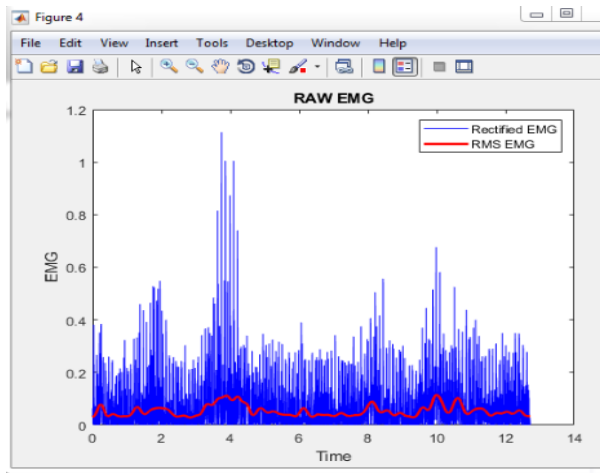 Figure 4
File Edit View Insert Tools Desktop Window Help
RAW EMG
Rectified EMG
RMS EMG
1.2
1
0.8
0.6
0.4
0.2
0
EMG
0 2 4 6 8 10 12 14
Time